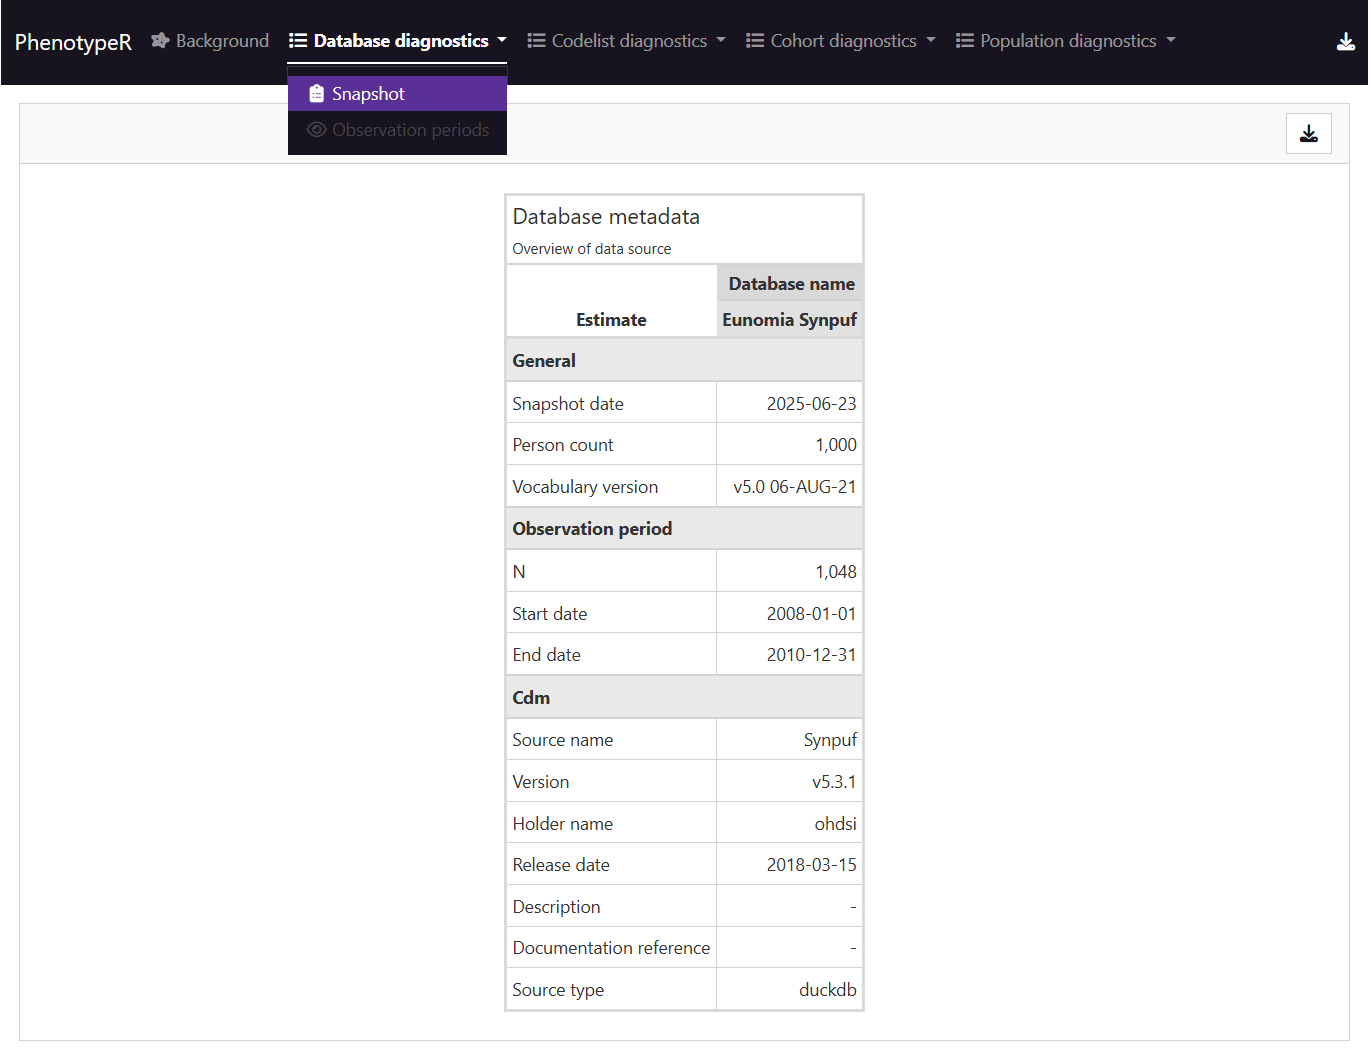 PhenotypeR Background Database diagnostics Codelist diagnostics Cohort diagnostics Population diagnostics
Snapshot
Observation periods
Database metadata
Overview of data source
Database name
Estimate Eunomia Synpuf
General
Snapshot date 2025-06-23
Person count 1,000
Vocabulary version v5.0 06-AUG-21
Observation period
N 1,048
Start date 2008-01-01
End date 2010-12-31
Cdm
Source name Synpuf
Version v5.3.1
Holder name ohdsi
Release date 2018-03-15
Description -
Documentation reference -
Source type duckdb